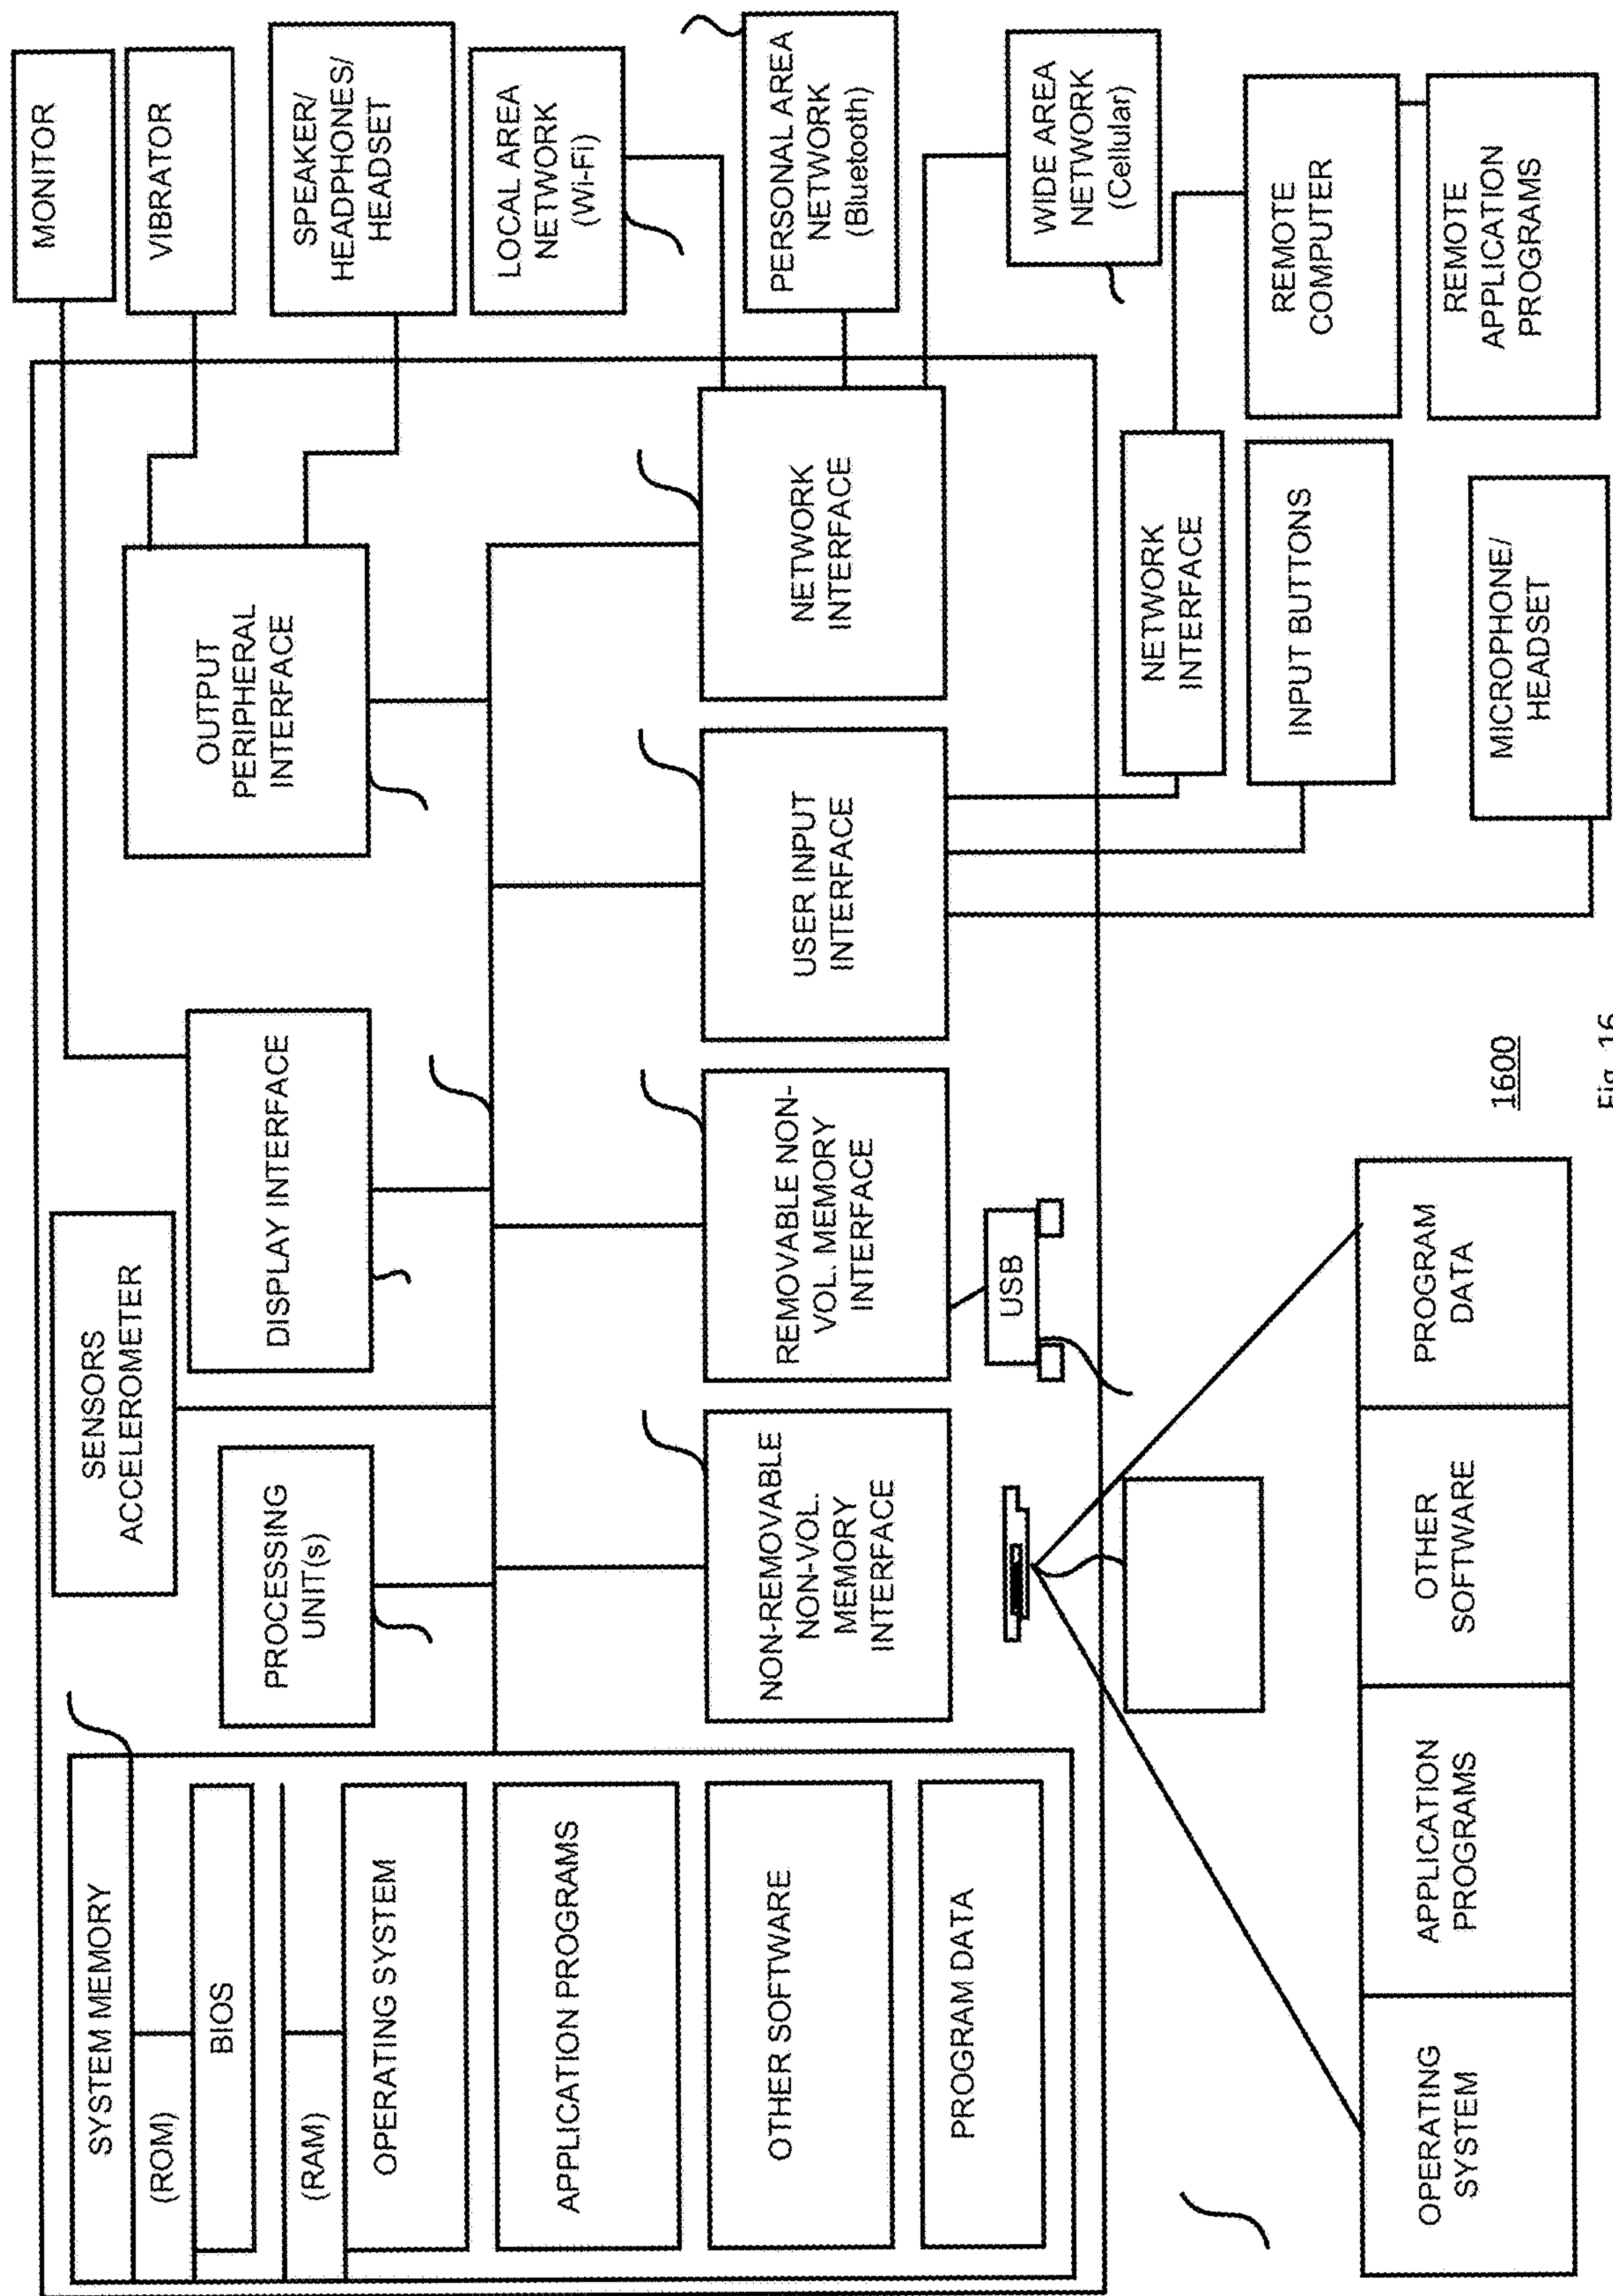 SYSTEM MEMORY
(ROM)
BIOS
(RAM)
OPERATING SYSTEM
APPLICATION PROGRAMS
OTHER SOFTWARE
PROGRAM DATA
PROCESSING
UNIT(s)
SENSORS
ACCELEROMETER
DISPLAY INTERFACE
OUTPUT
PERIPHERAL
INTERFACE
MONITOR
VIBRATOR
SPEAKER/
HEADPHONES/
HEADSET
NON-REMOVABLE
NON-VOL.
MEMORY
INTERFACE
REMOVABLE NON-
VOL. MEMORY
INTERFACE
USER INPUT
INTERFACE
NETWORK
INTERFACE
LOCAL AREA
NETWORK
(Wi-Fi)
PERSONAL AREA
NETWORK
(Bluetooth)
WIDE AREA
NETWORK
(Cellular)
USB
NETWORK
INTERFACE
REMOTE
COMPUTER
INPUT BUTTONS
REMOTE
APPLICATION
PROGRAMS
MICROPHONE/
HEADSET
OPERATING
SYSTEM
APPLICATION
PROGRAMS
OTHER
SOFTWARE
PROGRAM
DATA
1600
Fig. 16